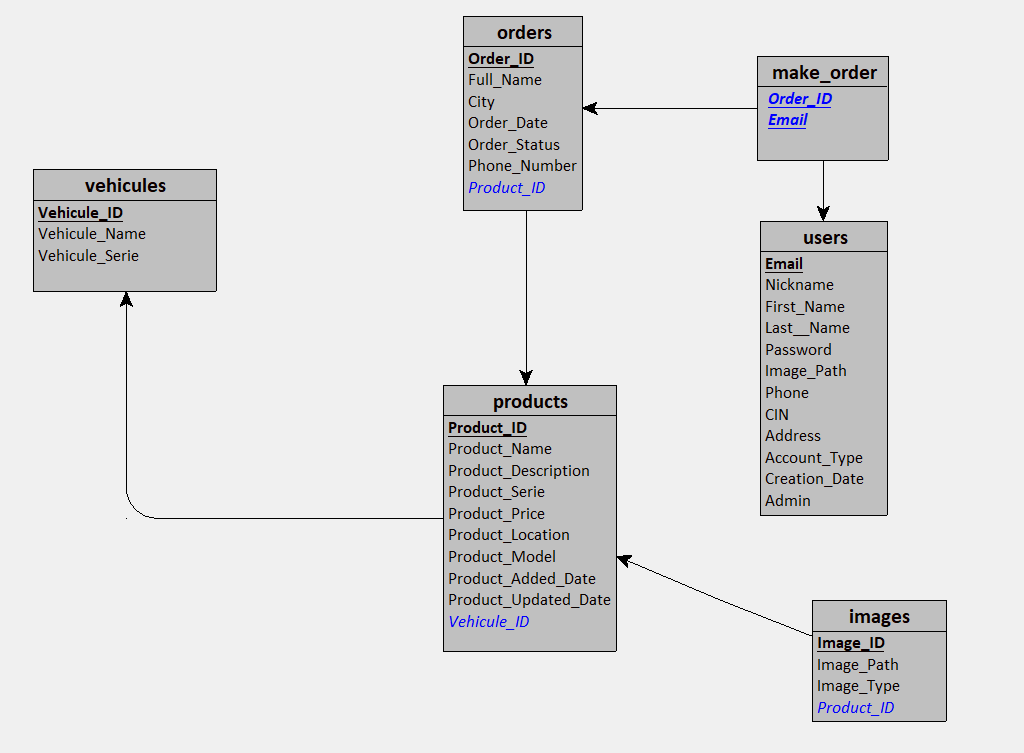 orders
Order_ID
Full_Name
City
Order_Date
Order_Status
Phone_Number
Product_ID
make_order
Order_ID
Email
vehicules
Vehicule_ID
Vehicule_Name
Vehicule_Serie
users
Email
Nickname
First_Name
Last__Name
Password
Image_Path
Phone
CIN
Address
Account_Type
Creation_Date
Admin
products
Product_ID
Product_Name
Product_Description
Product_Serie
Product_Price
Product_Location
Product_Model
Product_Added_Date
Product_Updated_Date
Vehicule_ID
images
Image_ID
Image_Path
Image_Type
Product_ID